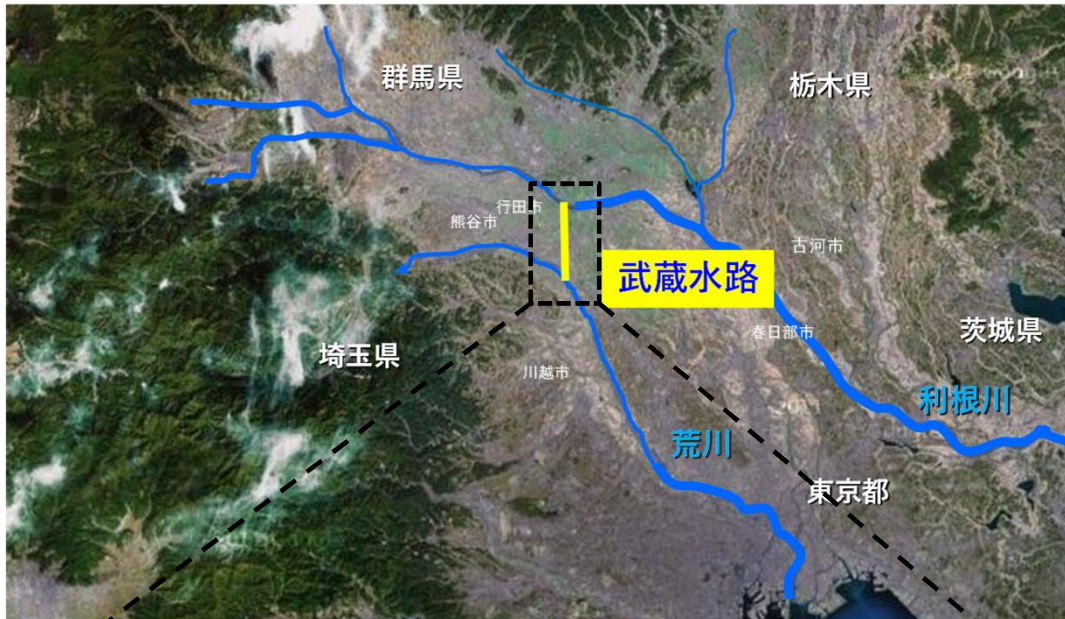 群馬県
栃木県
行田市
熊谷市
古河市
武蔵水路
春日部市
茨城県
埼玉県
川越市
利根川
荒川
東京都